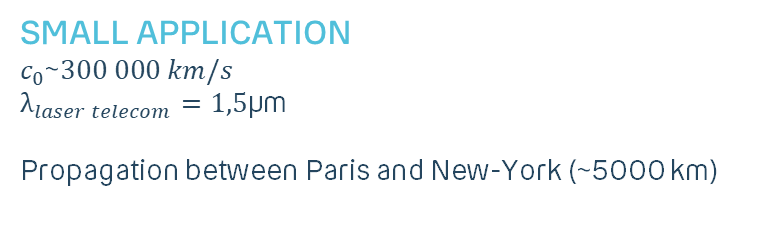 SMALL APPLICATION
c₀~300 000 km/s
λlaser telecom = 1,5µm
Propagation between Paris and New-York (~5000 km)